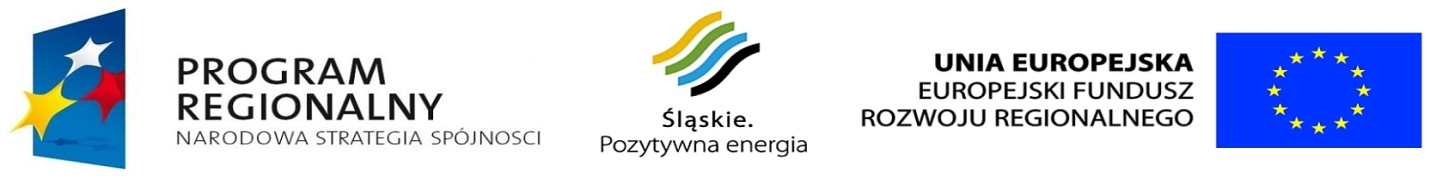 PROGRAM
REGIONALNY
NARODOWA STRATEGIA SPÓJNOSCI
Śląskie.
Pozytywna energia
UNIA EUROPEJSKA
EUROPEJSKI FUNDUSZ
ROZWOJU REGIONALNEGO